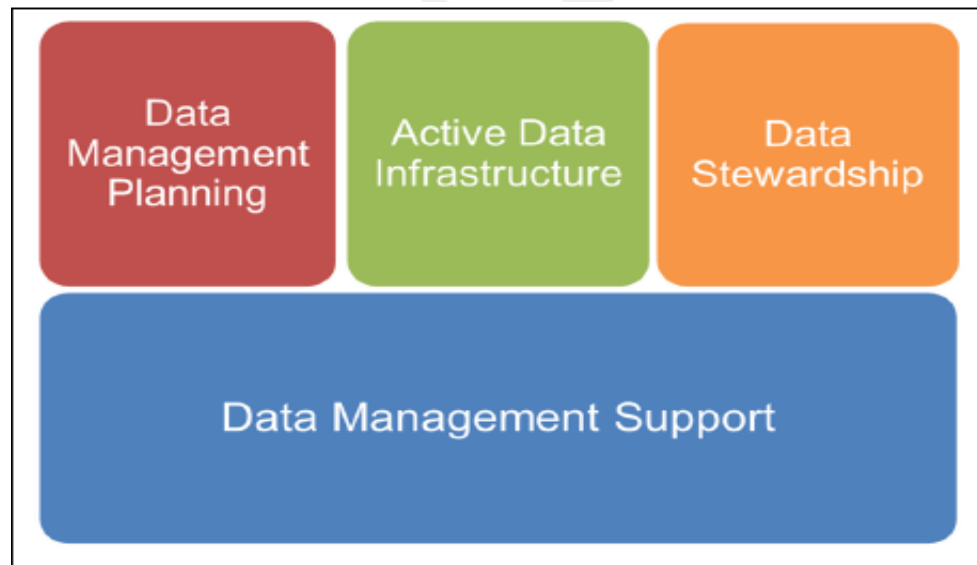 Data
Management
Planning
Active Data
Infrastructure
Data
Stewardship
Data Management Support